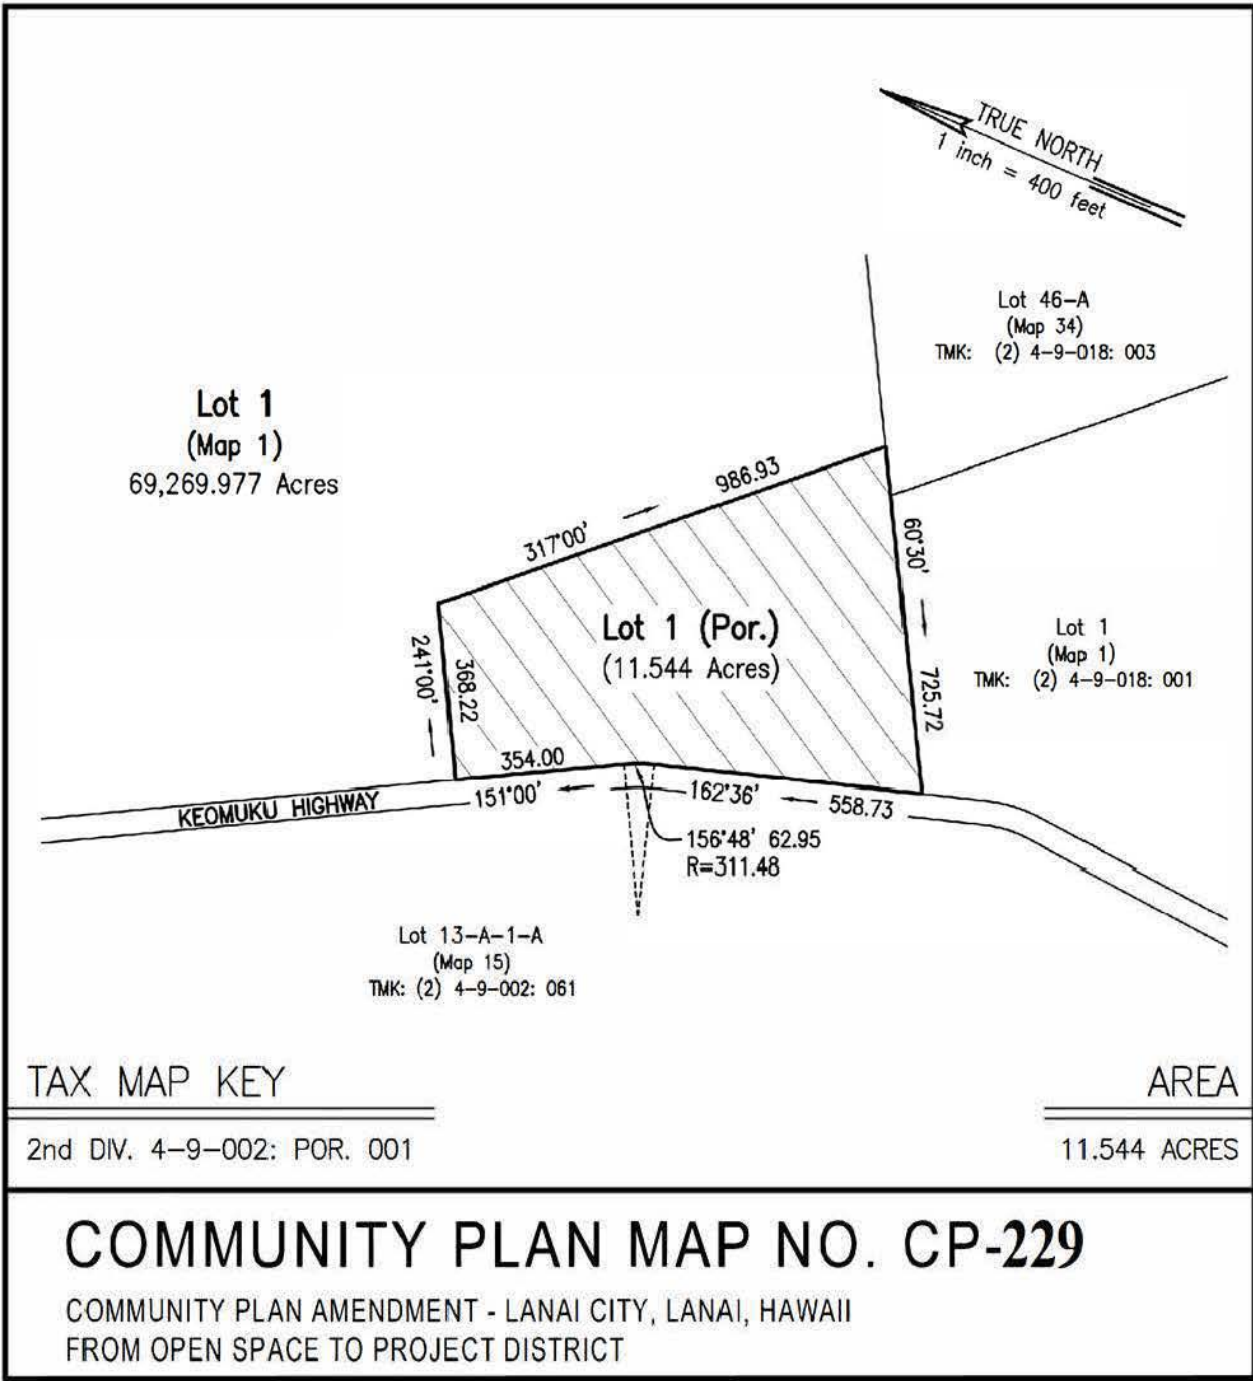 TRUE NORTH
1 inch = 400 feet
Lot 46-A
(Map 34)
TMK: (2) 4-9-018: 003
Lot 1
(Map 1)
69,269.977 Acres
986.93
317°00'
60°30'
Lot 1 (Por.)
(11.544 Acres)
Lot 1
(Map 1)
TMK: (2) 4-9-018: 001
241°00'
368.22
725.72
354.00
KEOMUKU HIGHWAY
151°00'
162°36'
558.73
156°48' 62.95
R=311.48
Lot 13-A-1-A
(Map 15)
TMK: (2) 4-9-002: 061
TAX MAP KEY
AREA
2nd DIV. 4-9-002: POR. 001
11.544 ACRES
COMMUNITY PLAN MAP NO. CP-229
COMMUNITY PLAN AMENDMENT - LANAI CITY, LANAI, HAWAII
FROM OPEN SPACE TO PROJECT DISTRICT